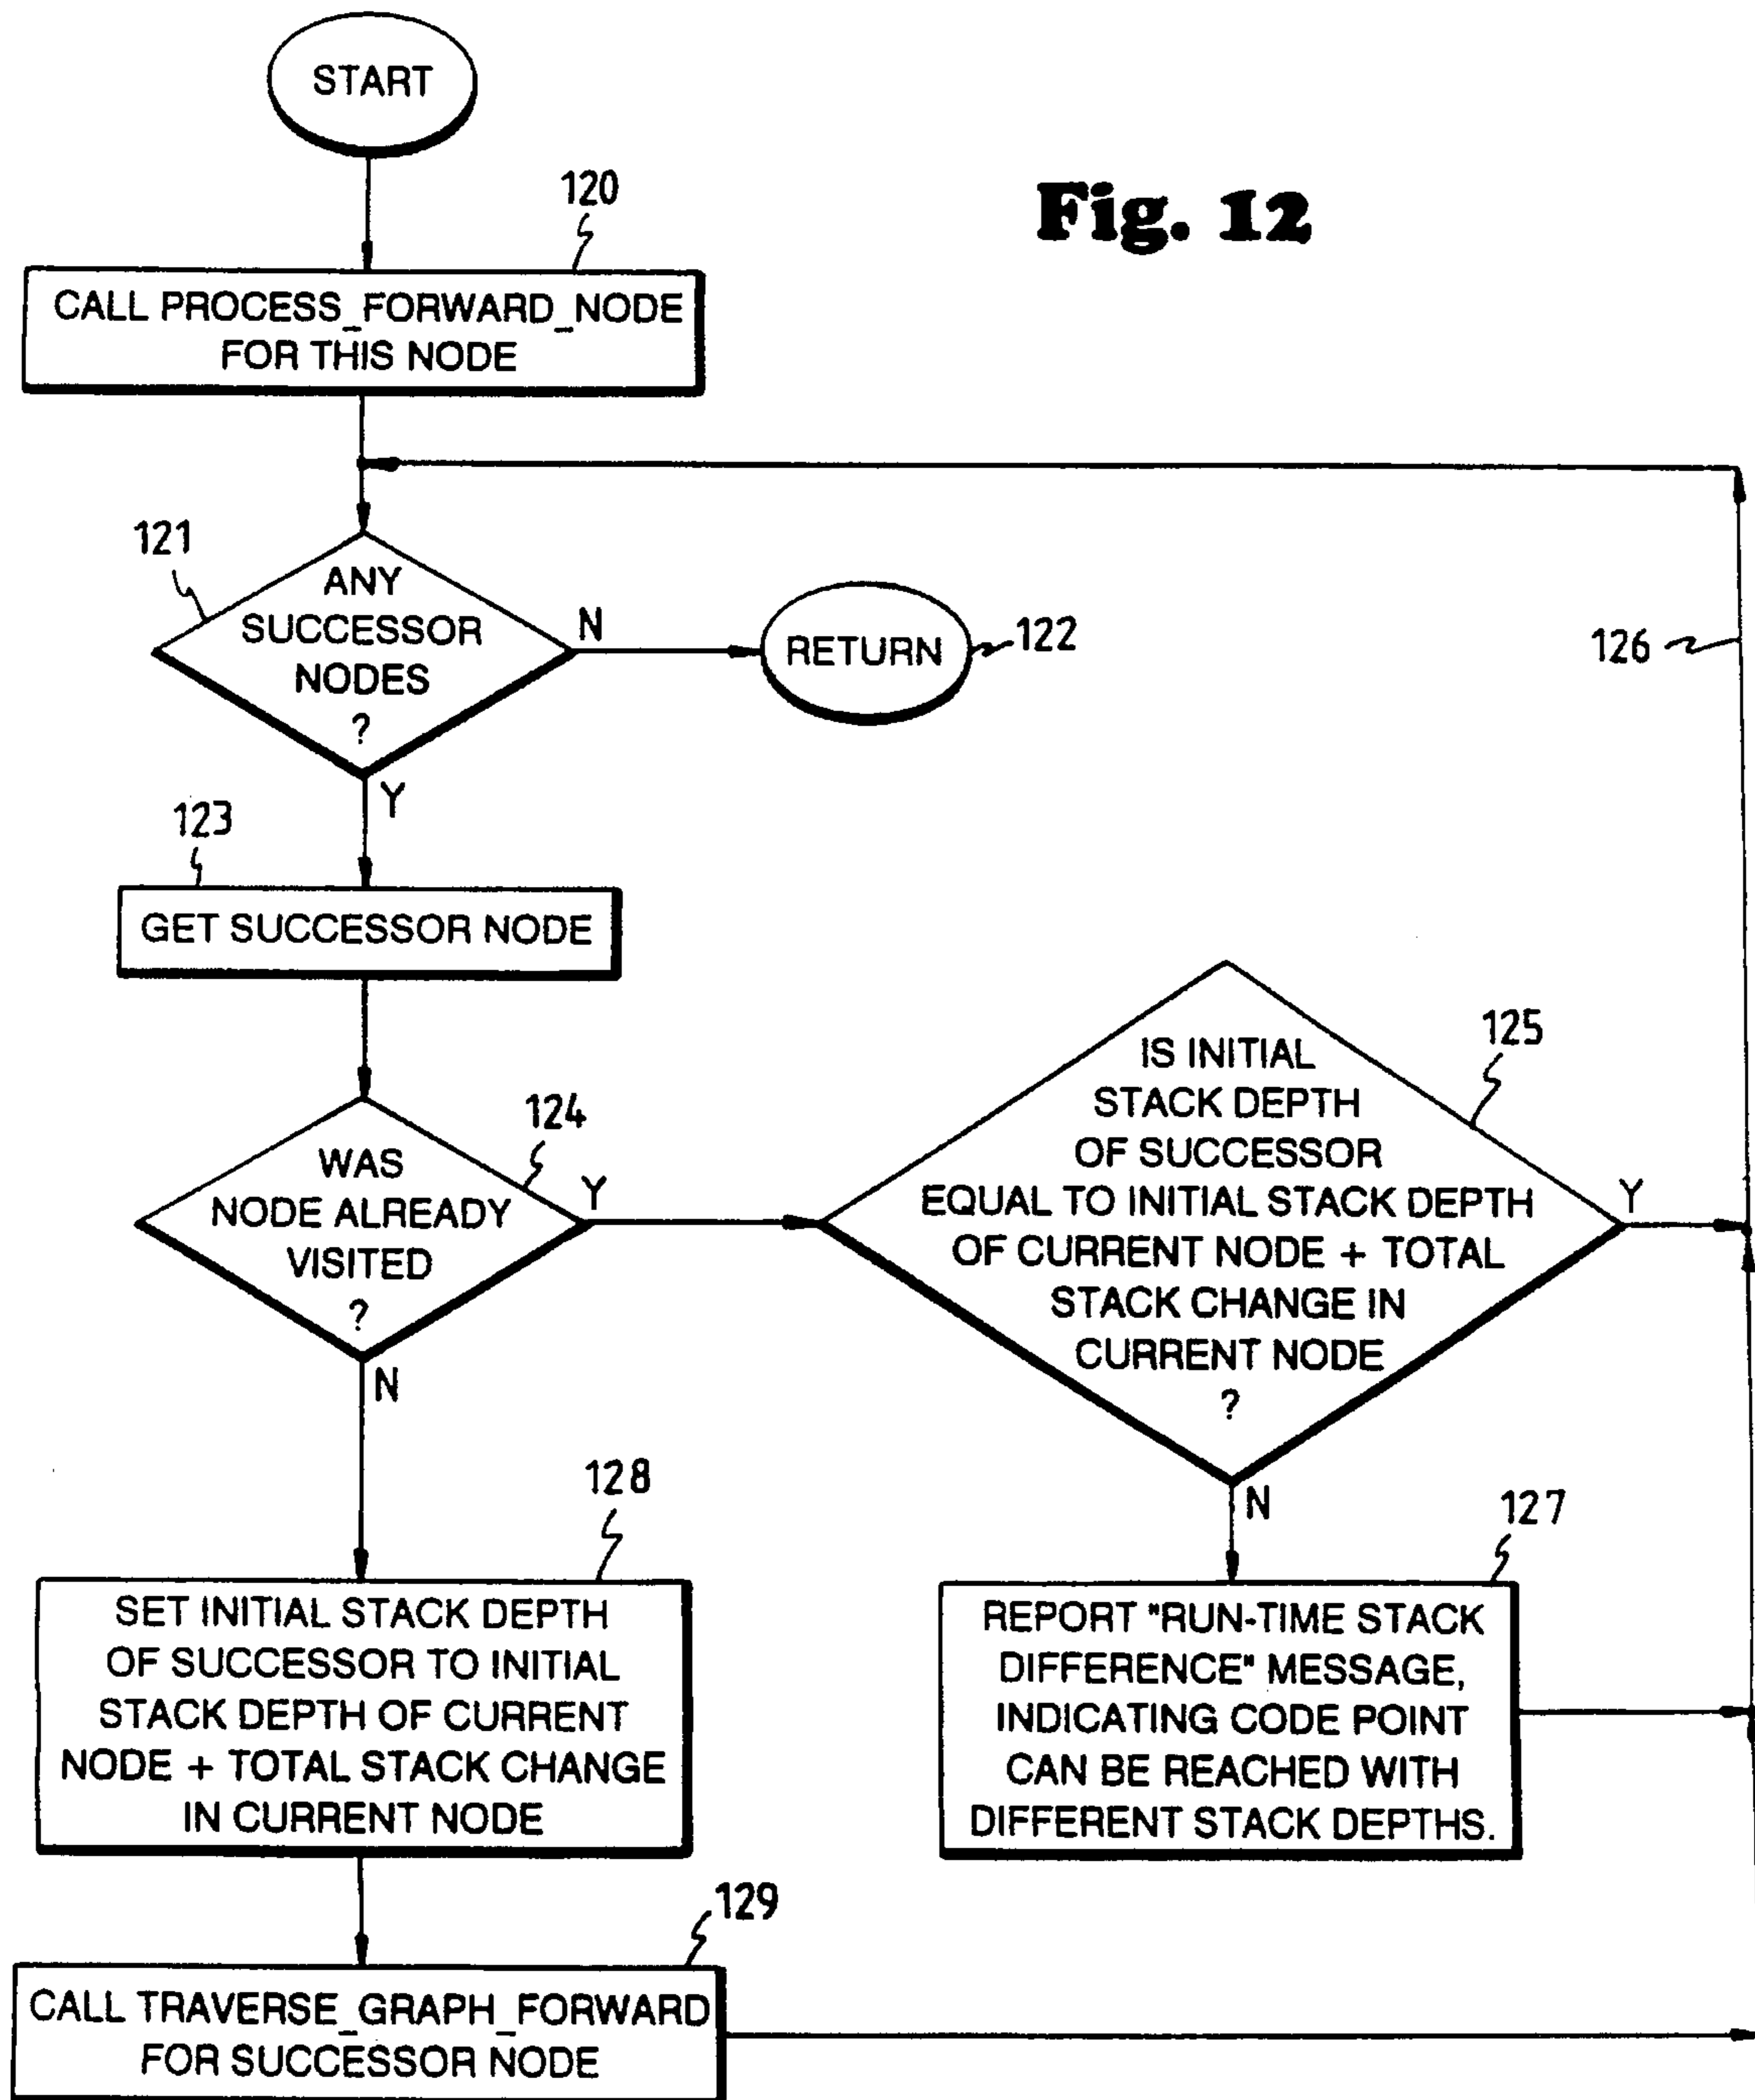 START
Fig. 12
120
CALL PROCESS_FORWARD_NODE
FOR THIS NODE
121
ANY
SUCCESSOR
NODES
?
N
RETURN
122
126
Y
123
GET SUCCESSOR NODE
124
WAS
NODE ALREADY
VISITED
?
Y
N
125
IS INITIAL
STACK DEPTH
OF SUCCESSOR
EQUAL TO INITIAL STACK DEPTH
OF CURRENT NODE + TOTAL
STACK CHANGE IN
CURRENT NODE
?
Y
N
128
SET INITIAL STACK DEPTH
OF SUCCESSOR TO INITIAL
STACK DEPTH OF CURRENT
NODE + TOTAL STACK CHANGE
IN CURRENT NODE
127
REPORT "RUN-TIME STACK
DIFFERENCE" MESSAGE,
INDICATING CODE POINT
CAN BE REACHED WITH
DIFFERENT STACK DEPTHS.
129
CALL TRAVERSE_GRAPH_FORWARD
FOR SUCCESSOR NODE